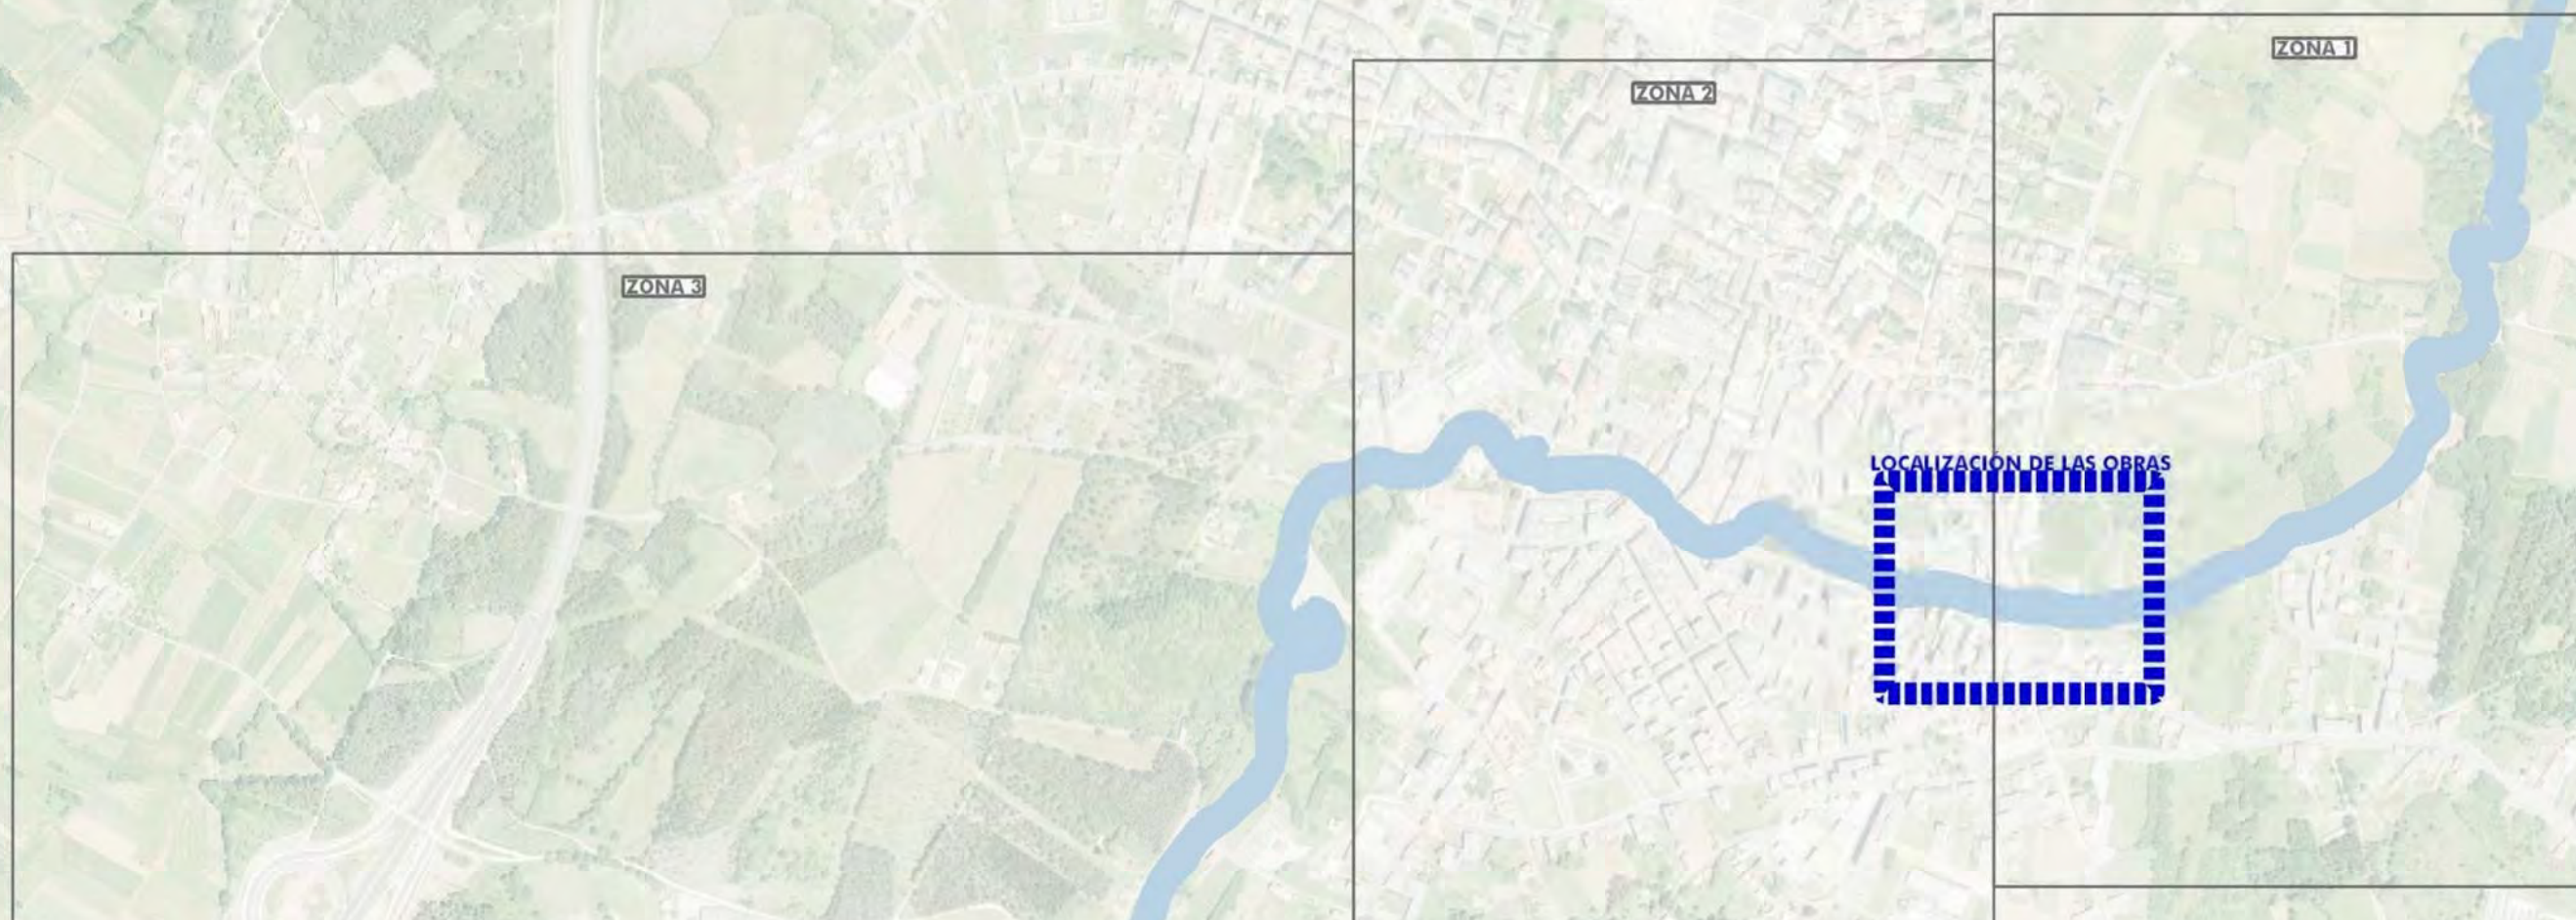 ZONA 1
ZONA 2
ZONA 3
LOCALIZACIÓN DE LAS OBRAS